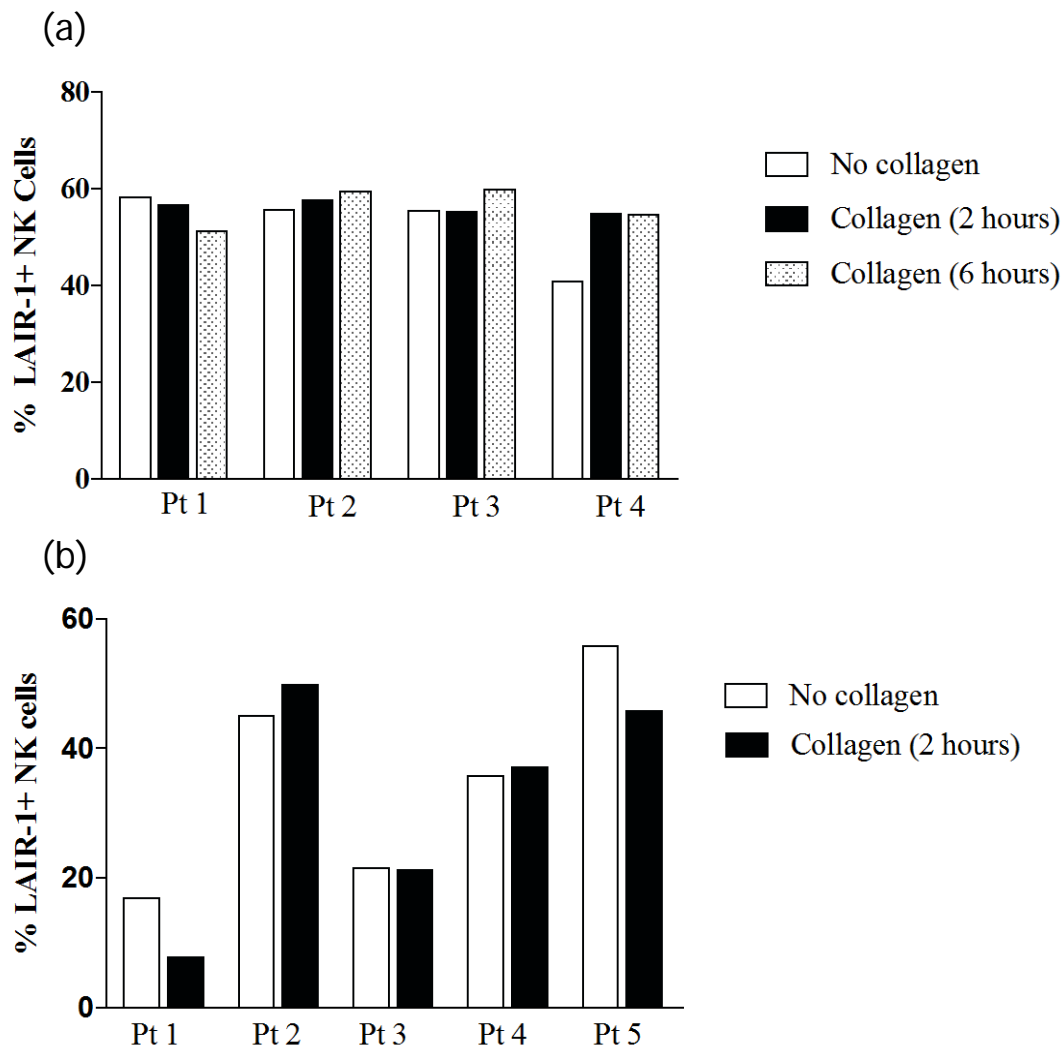 (a)
% LAIR-1+ NK Cells
80
60
40
20
0
Pt 1 Pt 2 Pt 3 Pt 4
No collagen
Collagen (2 hours)
Collagen (6 hours)
(b)
% LAIR-1+ NK cells
60
40
20
0
Pt 1 Pt 2 Pt 3 Pt 4 Pt 5
No collagen
Collagen (2 hours)